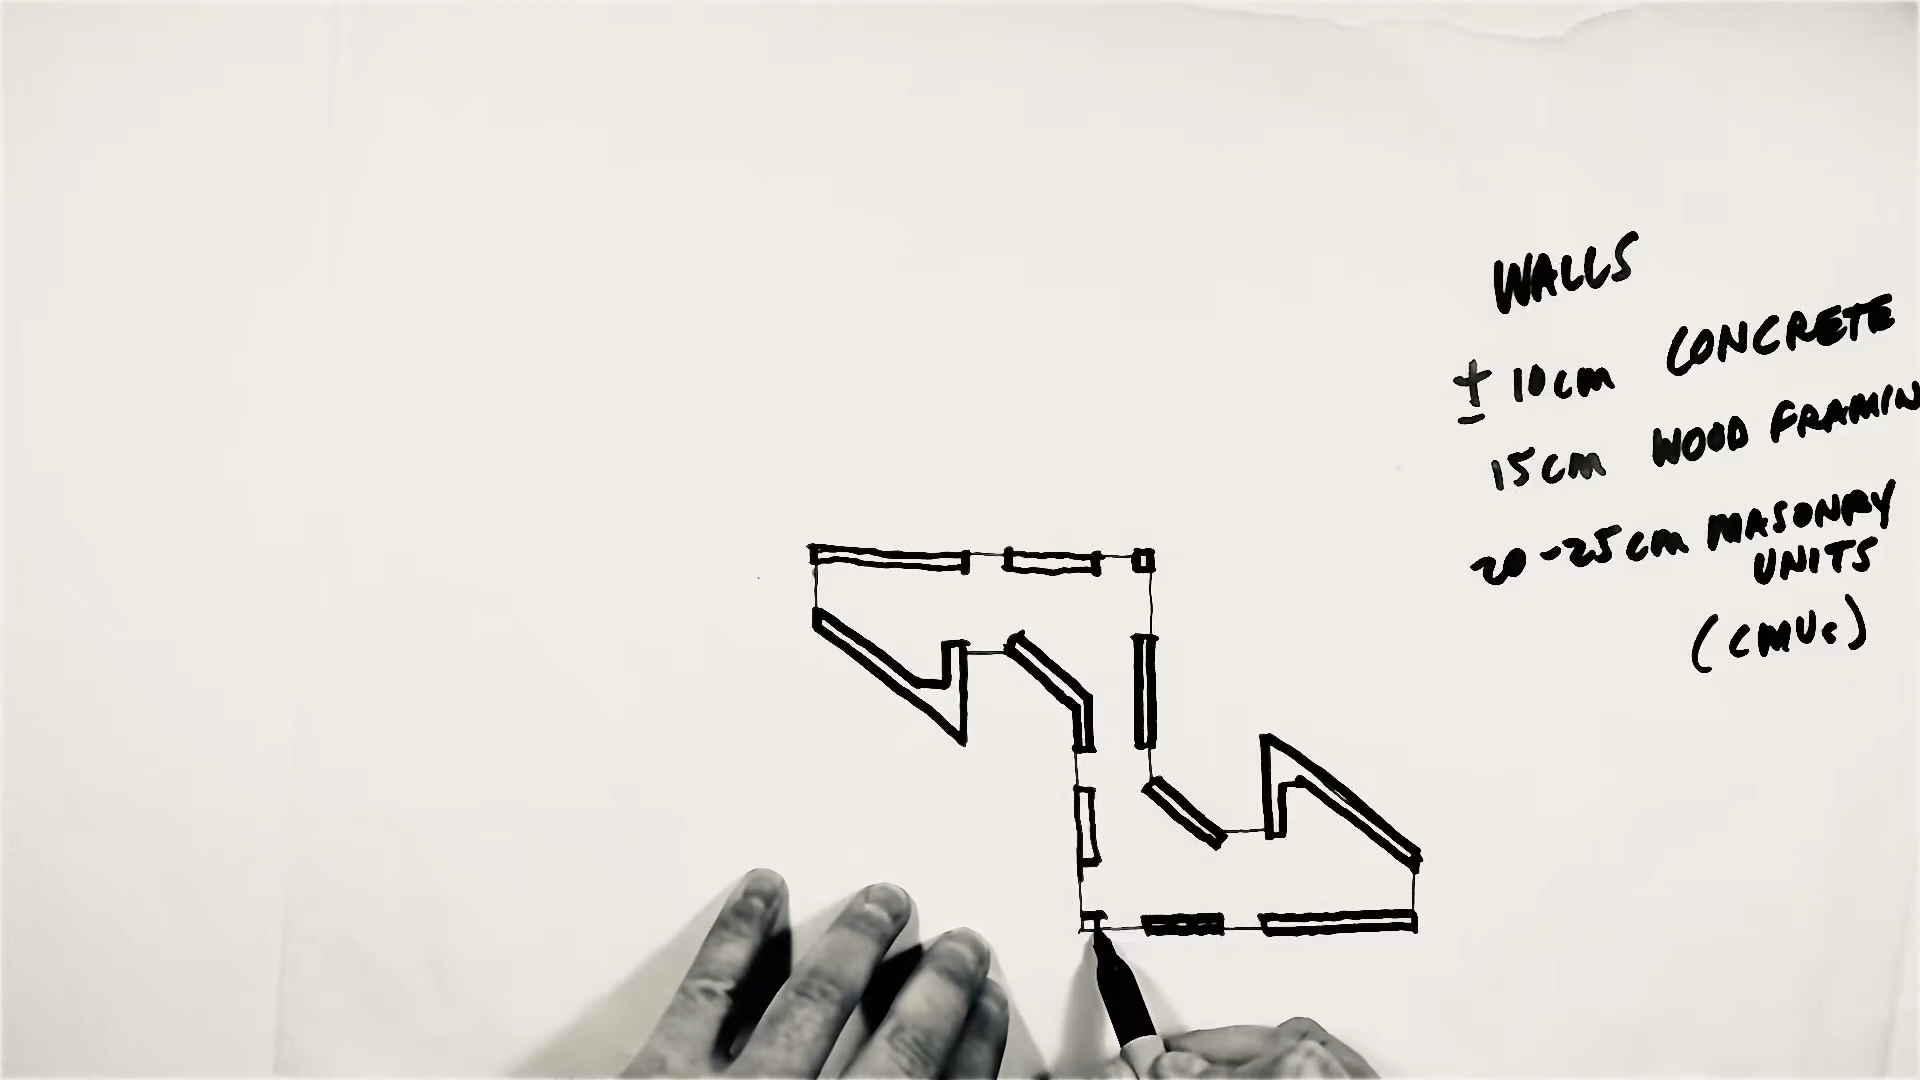 WALLS
± 10cm CONCRETE
15cm WOOD FRAMIN
20-25cm MASONRY
UNITS
(CMUs)